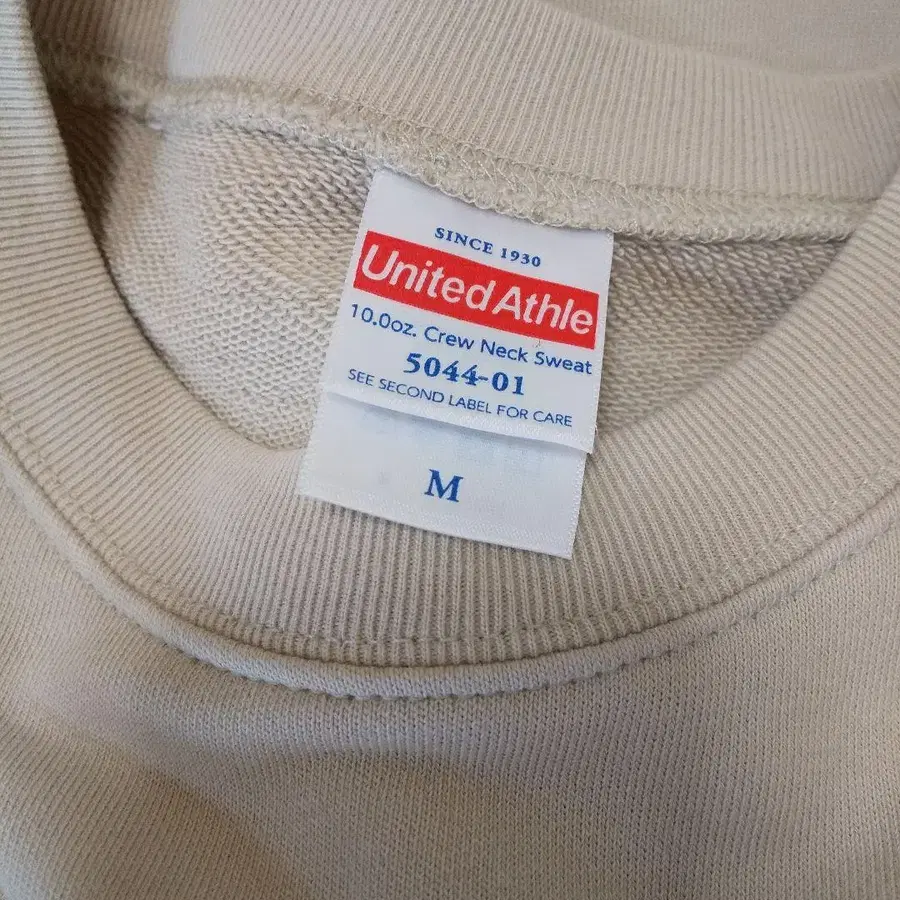 SINCE 1930
United Athle
10.0oz. Crew Neck Sweat
5044-01
SEE SECOND LABEL FOR CARE
M